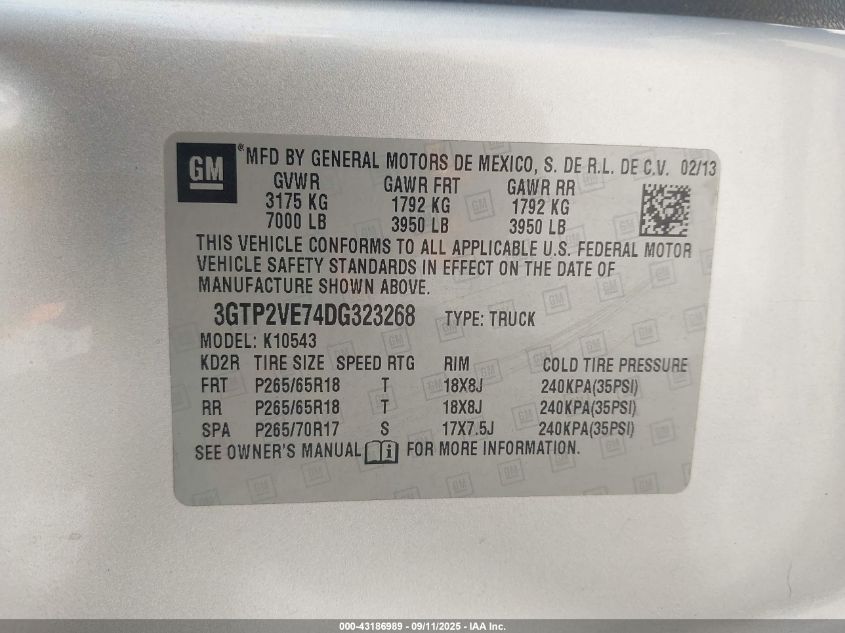 GM ® MFD BY GENERAL MOTORS DE MEXICO, S. DE R.L. DE C.V. 02/13
GVWR GAWR FRT GAWR RR
3175 KG 1792 KG 1792 KG
7000 LB 3950 LB 3950 LB
THIS VEHICLE CONFORMS TO ALL APPLICABLE U.S. FEDERAL MOTOR
VEHICLE SAFETY STANDARDS IN EFFECT ON THE DATE OF
MANUFACTURE SHOWN ABOVE.
3GTP2VE74DG323268 TYPE: TRUCK
MODEL: K10543
KD2R TIRE SIZE SPEED RTG RIM COLD TIRE PRESSURE
FRT P265/65R18 T 18X8J 240KPA(35PSI)
RR P265/65R18 T 18X8J 240KPA(35PSI)
SPA P265/70R17 S 17X7.5J 240KPA(35PSI)
SEE OWNER'S MANUAL FOR MORE INFORMATION.
000-43186989 - 09/11/2025 - IAA Inc.